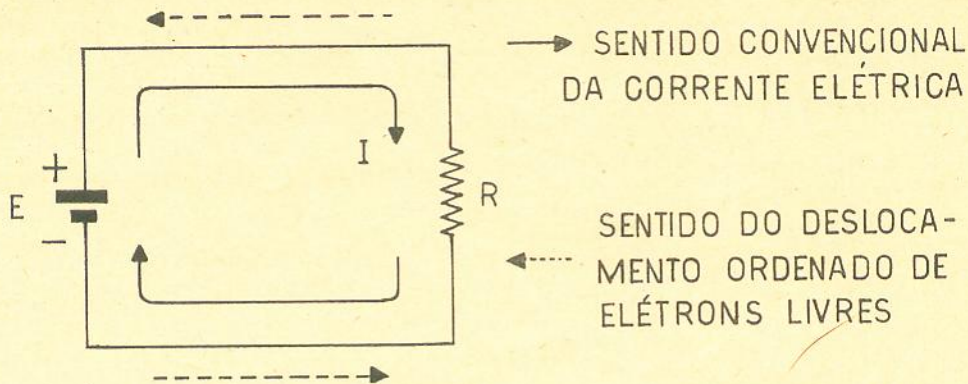 SENTIDO CONVENCIONAL
DA CORRENTE ELÉTRICA
I
+
E
R
−
SENTIDO DO DESLOCA-
MENTO ORDENADO DE
ELÉTRONS LIVRES